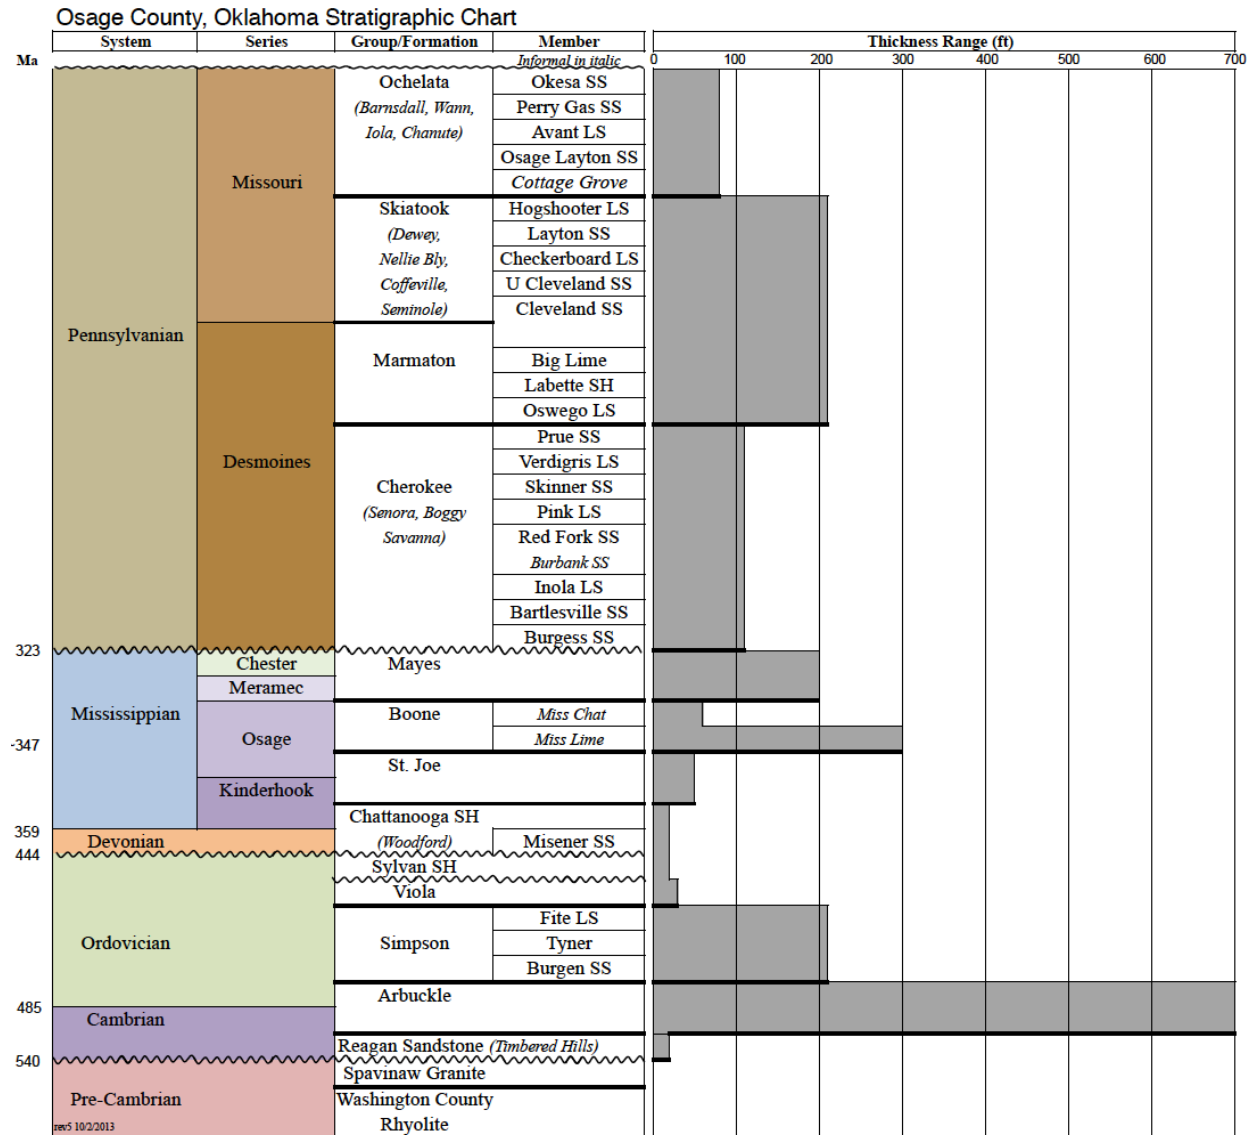 Osage County, Oklahoma Stratigraphic Chart
System Series Group/Formation Member Thickness Range (ft)
Ma Informal in italic 0 100 200 300 400 500 600 700
Ochelata Okesa SS
(Barnsdall, Wann, Perry Gas SS
Iola, Chanute) Avant LS
Osage Layton SS
Missouri Cottage Grove
Skiatook Hogshooter LS
(Dewey, Layton SS
Nellie Bly, Checkerboard LS
Coffeville, U Cleveland SS
Seminole) Cleveland SS
Pennsylvanian
Marmaton Big Lime
Labette SH
Oswego LS
Prue SS
Desmoines Verdigris LS
Cherokee Skinner SS
(Senora, Boggy Pink LS
Savanna) Red Fork SS
Burbank SS
Inola LS
Bartlesville SS
Burgess SS
323
Chester Mayes
Meramec
Mississippian Boone Miss Chat
-347 Osage Miss Lime
St. Joe
Kinderhook
Chattanooga SH
359
Devonian (Woodford) Misener SS
444
Sylvan SH
Viola
Fite LS
Ordovician Simpson Tyner
Burgen SS
Arbuckle
485
Cambrian
Reagan Sandstone (Timbered Hills)
540
Spavinaw Granite
Pre-Cambrian Washington County
rev5 10/2/2013 Rhyolite